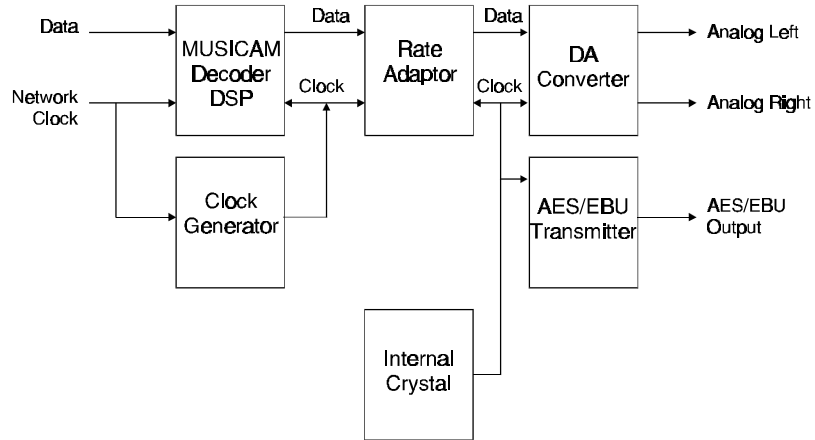 Data
Network
Clock
MUSICAM
Decoder
DSP
Data
Clock
Rate
Adaptor
Data
Clock
DA
Converter
Analog Left
Analog Right
Clock
Generator
AES/EBU
Transmitter
AES/EBU
Output
Internal
Crystal